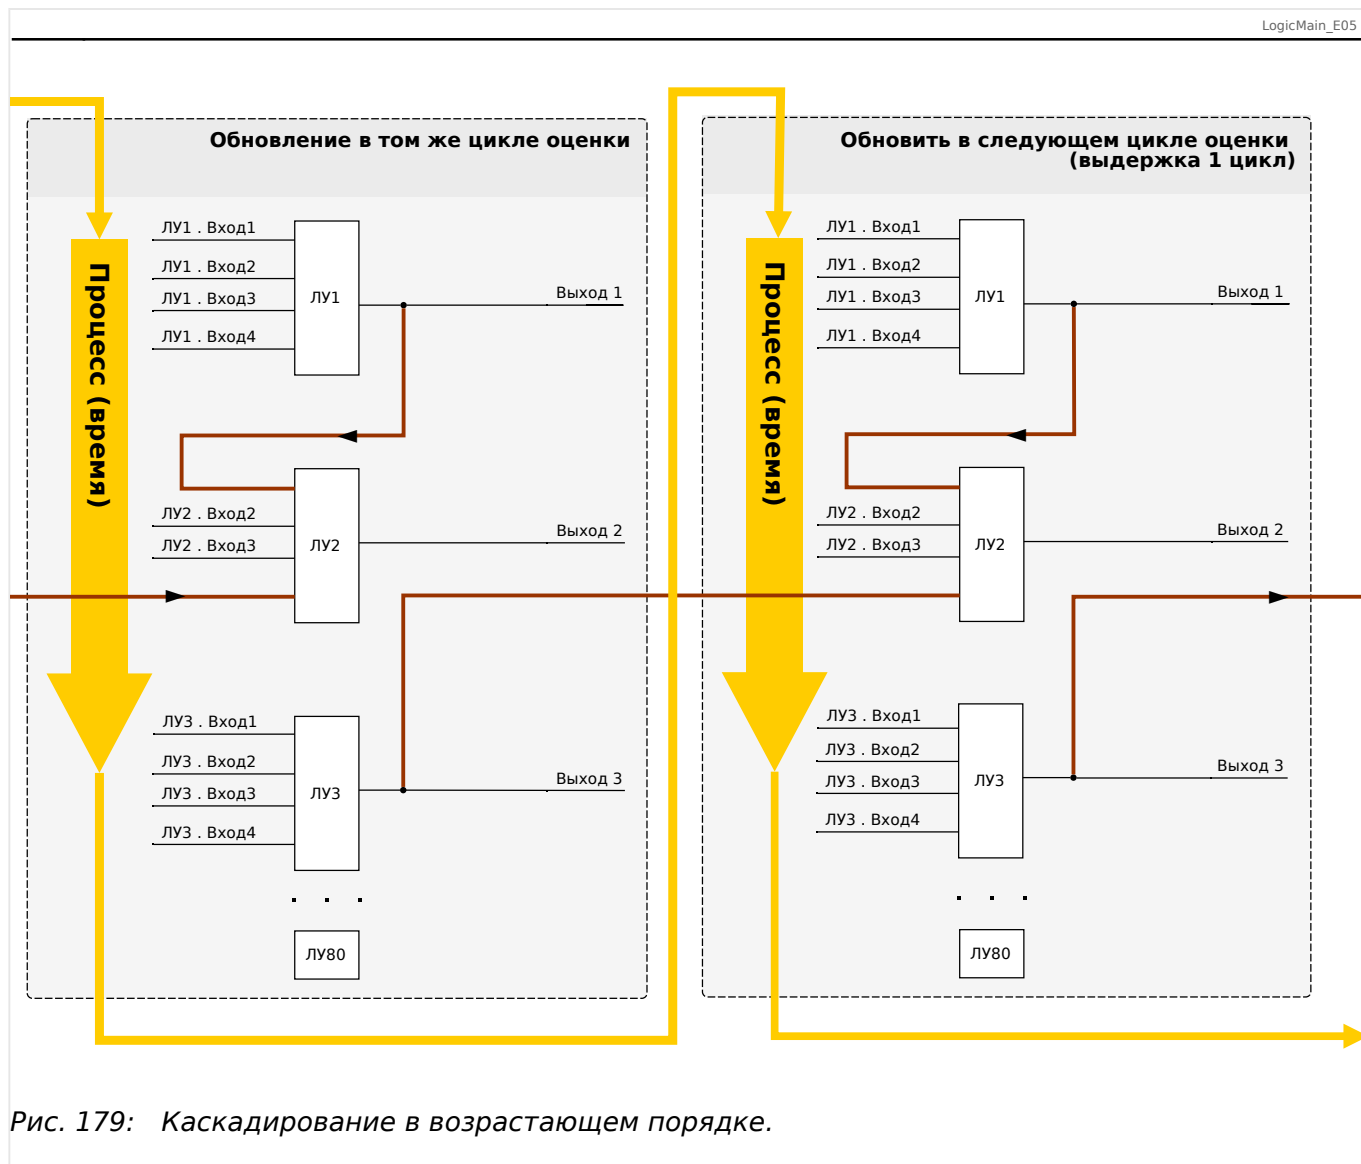 LogicMain_E05
Обновление в том же цикле оценки
Процесс (время)
ЛУ1 . Вход1
ЛУ1 . Вход2
ЛУ1 . Вход3
ЛУ1 . Вход4
ЛУ1
Выход 1
ЛУ2 . Вход2
ЛУ2 . Вход3
ЛУ2
Выход 2
ЛУ3 . Вход1
ЛУ3 . Вход2
ЛУ3 . Вход3
ЛУ3 . Вход4
ЛУ3
Выход 3
. . .
ЛУ80
Обновить в следующем цикле оценки
(выдержка 1 цикл)
Процесс (время)
ЛУ1 . Вход1
ЛУ1 . Вход2
ЛУ1 . Вход3
ЛУ1 . Вход4
ЛУ1
Выход 1
ЛУ2 . Вход2
ЛУ2 . Вход3
ЛУ2
Выход 2
ЛУ3 . Вход1
ЛУ3 . Вход2
ЛУ3 . Вход3
ЛУ3 . Вход4
ЛУ3
Выход 3
. . .
ЛУ80
Рис. 179: Каскадирование в возрастающем порядке.